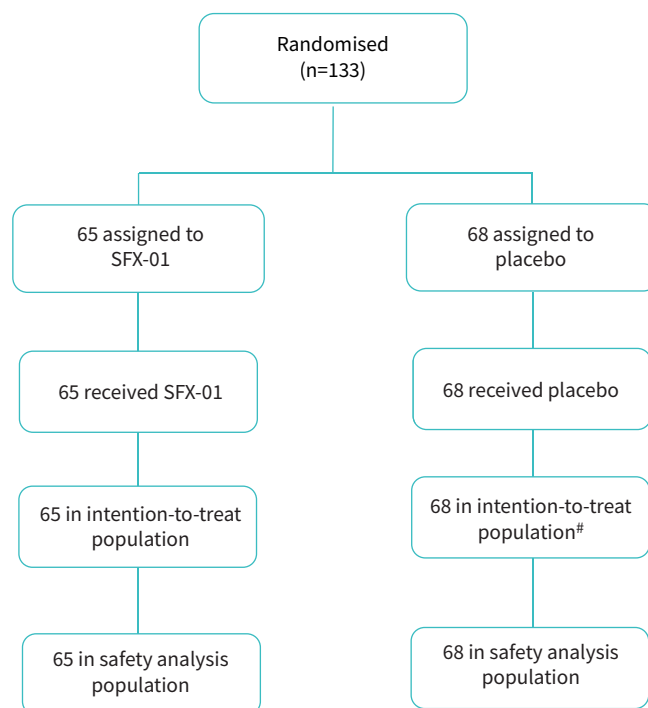 Randomised
(n=133)
65 assigned to
SFX-01
68 assigned to
placebo
65 received SFX-01
68 received placebo
65 in intention-to-treat
population
68 in intention-to-treat
population#
65 in safety analysis
population
68 in safety analysis
population